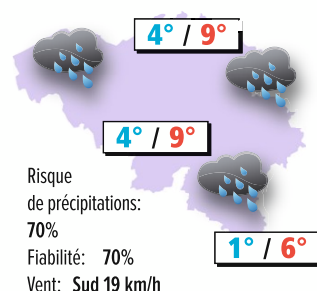 4° / 9°
4° / 9°
Risque
de précipitations:
70%
Fiabilité: 70%
1° / 6°
Vent: Sud 19 km/h